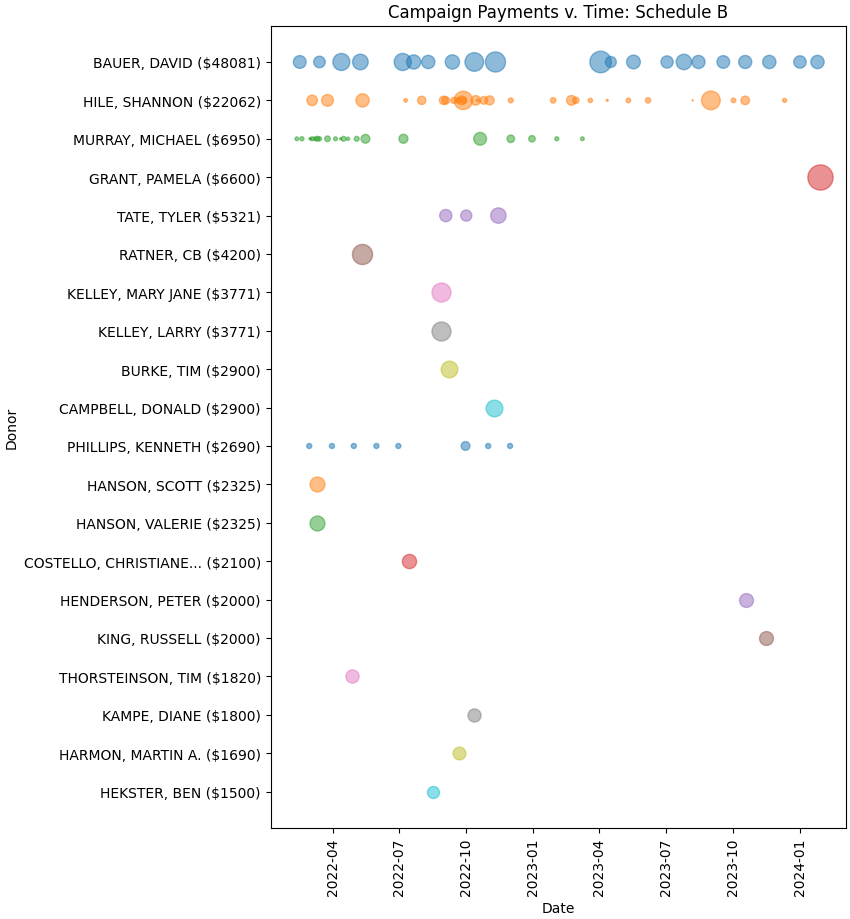 Campaign Payments v. Time: Schedule B
BAUER, DAVID ($48081)
HILE, SHANNON ($22062)
MURRAY, MICHAEL ($6950)
GRANT, PAMELA ($6600)
TATE, TYLER ($5321)
RATNER, CB ($4200)
KELLEY, MARY JANE ($3771)
KELLEY, LARRY ($3771)
BURKE, TIM ($2900)
CAMPBELL, DONALD ($2900)
PHILLIPS, KENNETH ($2690)
HANSON, SCOTT ($2325)
HANSON, VALERIE ($2325)
COSTELLO, CHRISTIANE... ($2100)
HENDERSON, PETER ($2000)
KING, RUSSELL ($2000)
THORSTEINSON, TIM ($1820)
KAMPE, DIANE ($1800)
HARMON, MARTIN A. ($1690)
HEKSTER, BEN ($1500)
Donor
2022-04
2022-07
2022-10
2023-01
2023-04
2023-07
2023-10
2024-01
Date